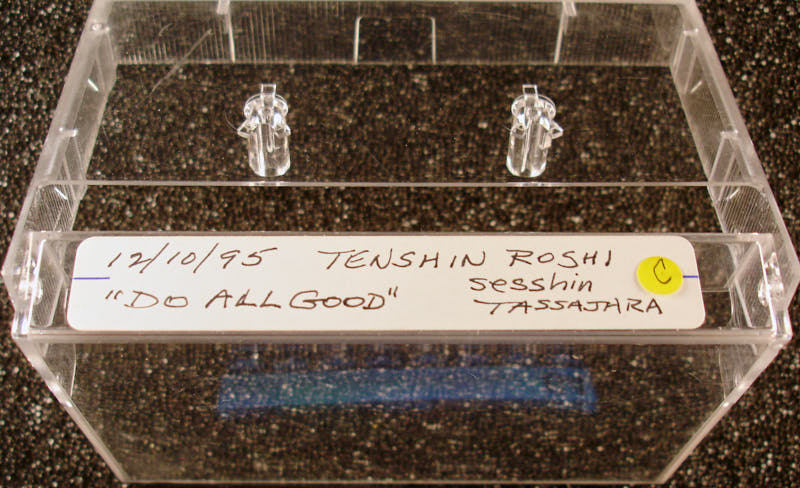 12/10/95 TENSHIN ROSHI
"DO ALL GOOD" sesshin
TASSAJARA
C